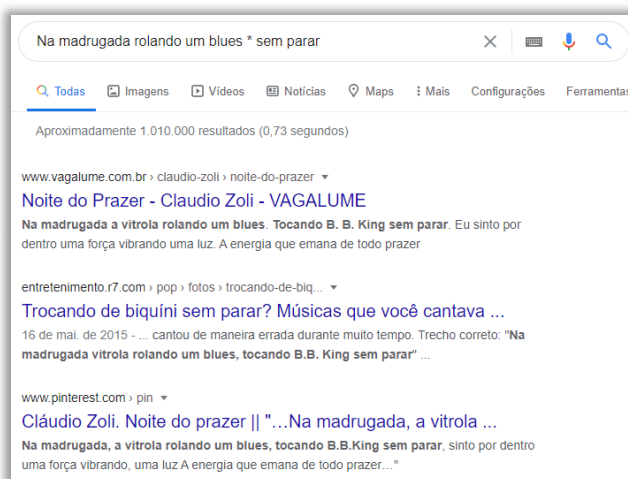 Na madrugada rolando um blues * sem parar
Todas Imagens Vídeos Notícias Maps Mais Configurações Ferramentas
Aproximadamente 1.010.000 resultados (0,73 segundos)
www.vagalume.com.br › claudio-zoli › noite-do-prazer
Noite do Prazer - Claudio Zoli - VAGALUME
Na madrugada a vitrola rolando um blues. Tocando B. B. King sem parar. Eu sinto por
dentro uma força vibrando uma luz. A energia que emana de todo prazer
entretenimento.r7.com › pop › fotos › trocando-de-biq...
Trocando de biquíni sem parar? Músicas que você cantava ...
16 de mai. de 2015 - ... cantou de maneira errada durante muito tempo. Trecho correto: "Na
madrugada vitrola rolando um blues, tocando B.B. King sem parar" ...
www.pinterest.com › pin
Cláudio Zoli. Noite do prazer || "…Na madrugada, a vitrola ...
Na madrugada, a vitrola rolando um blues, tocando B.B.King sem parar, sinto por dentro
uma força vibrando, uma luz A energia que emana de todo prazer…"